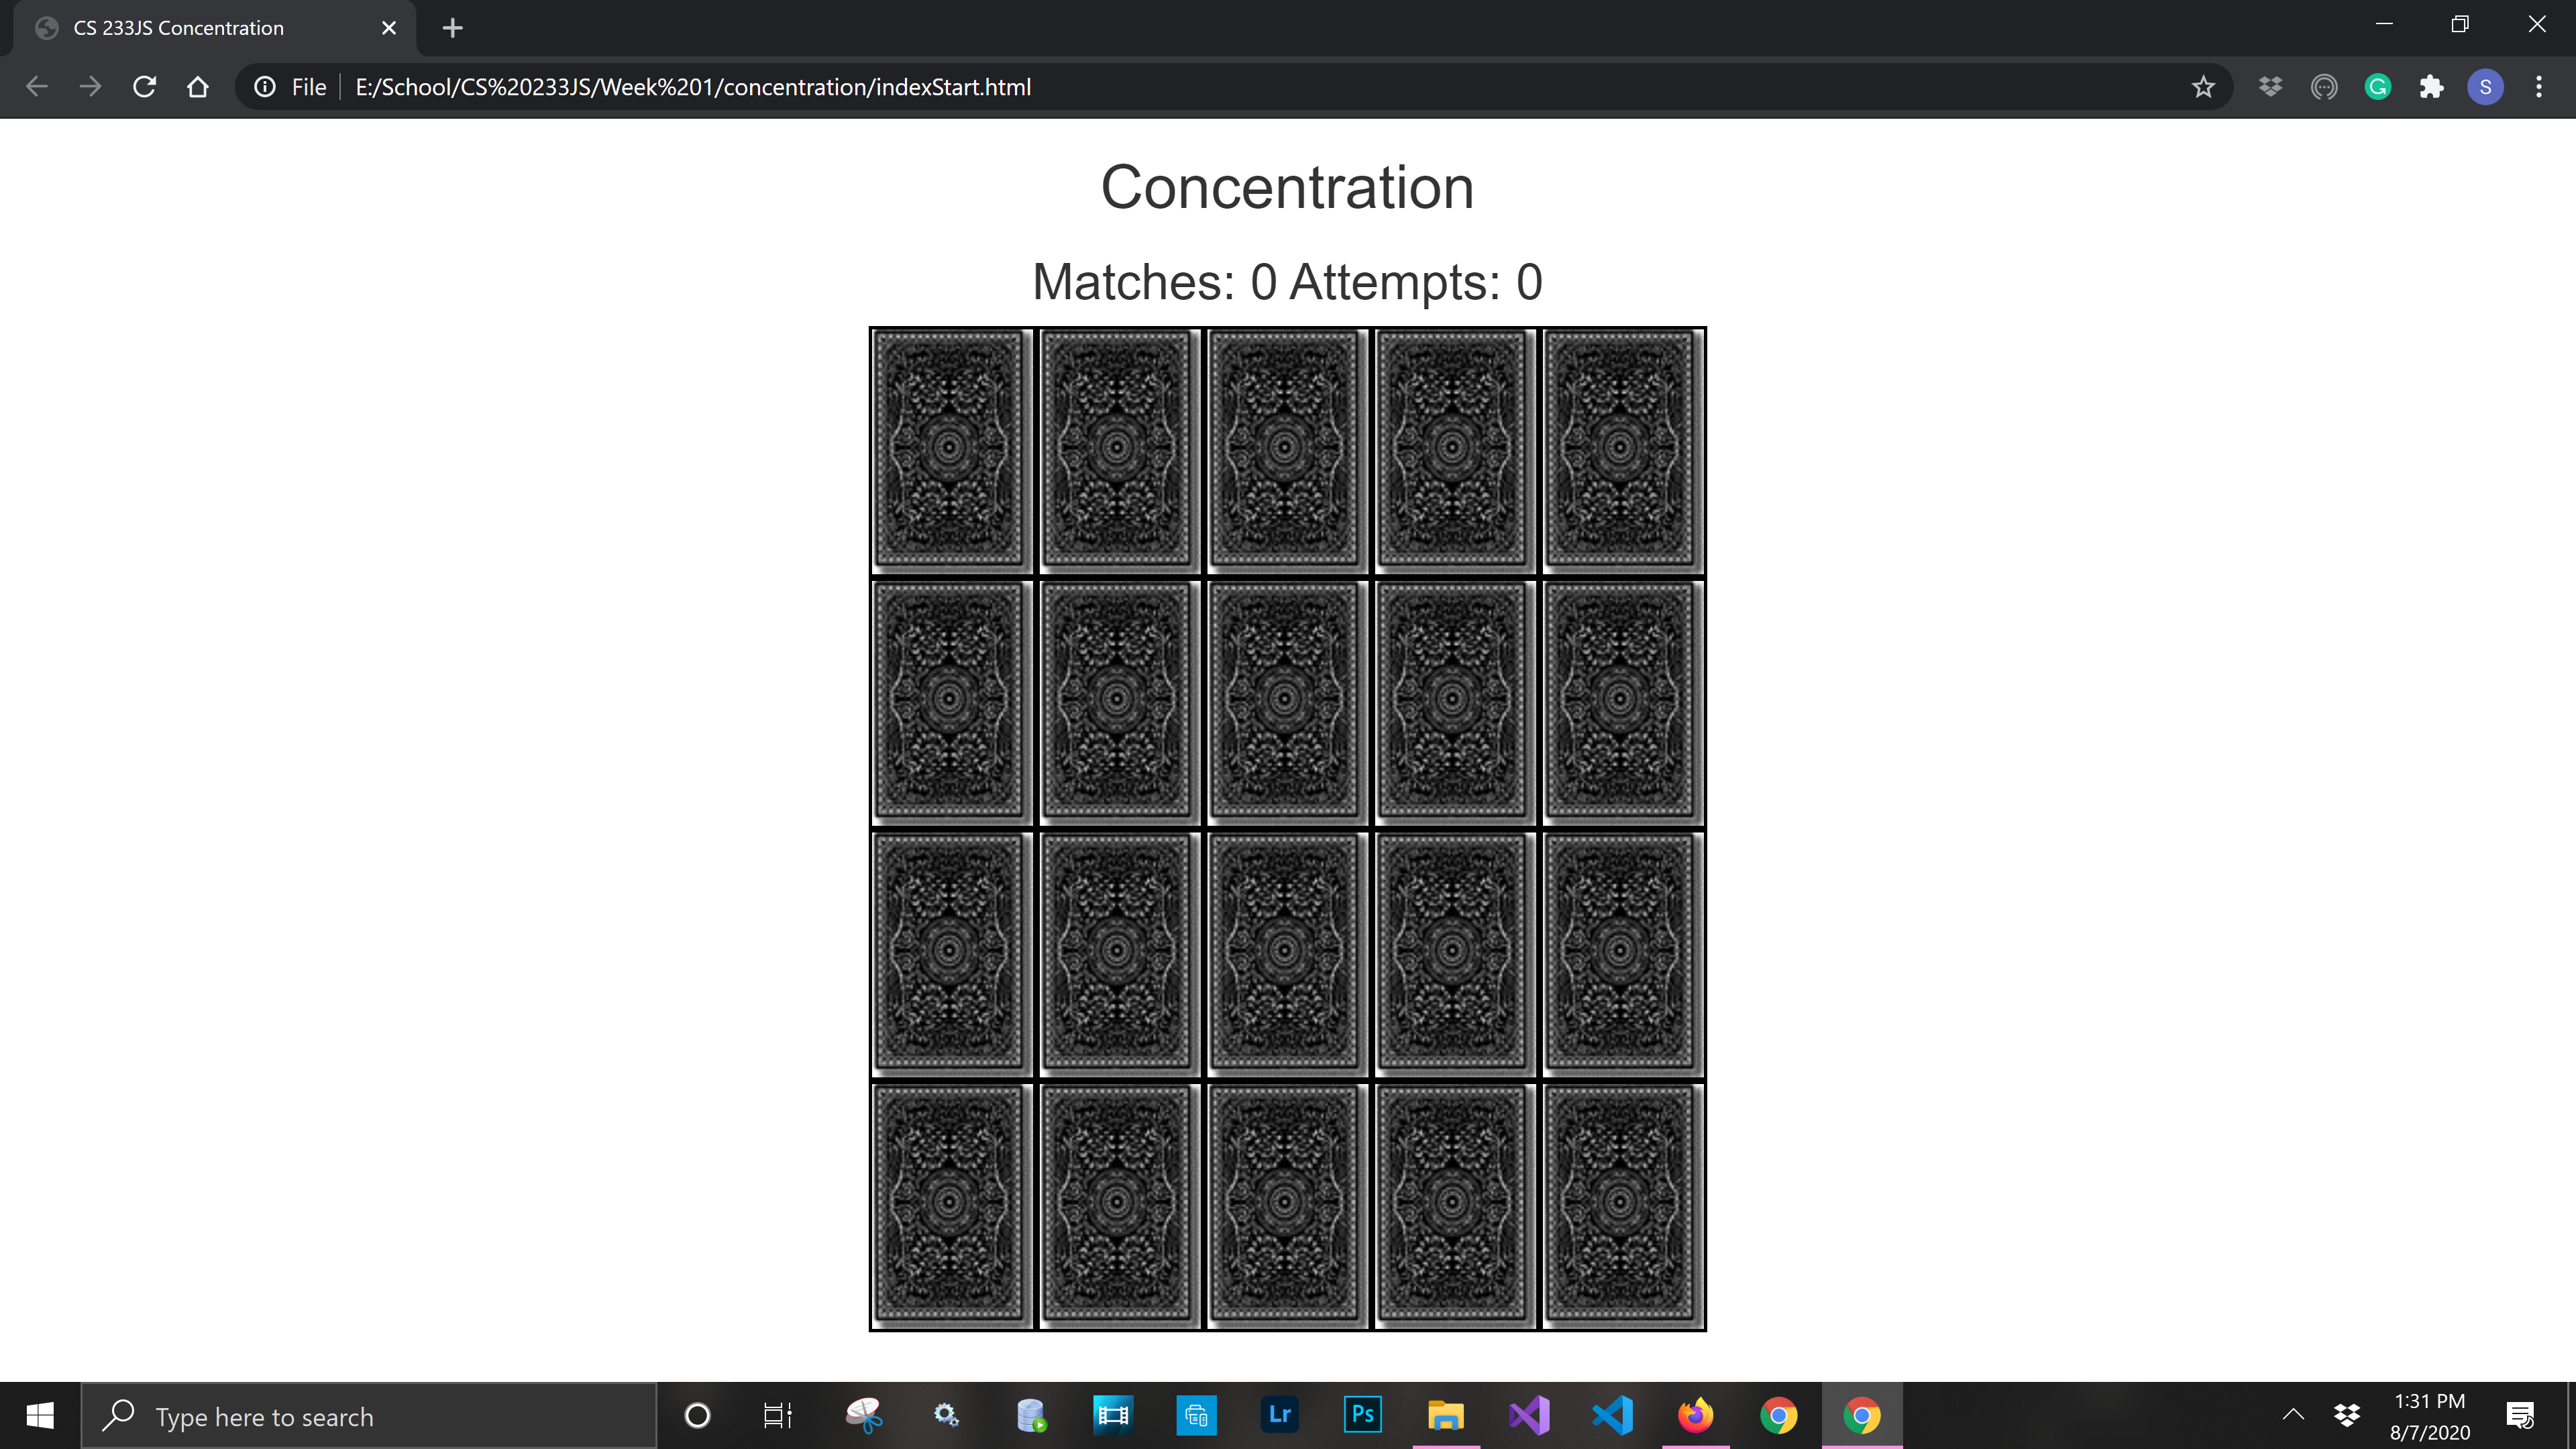 CS 233JS Concentration
File E:/School/CS%20233JS/Week%201/concentration/indexStart.html
S
Concentration
Matches: 0 Attempts: 0
Type here to search
Lr
Ps
1:31 PM
8/7/2020